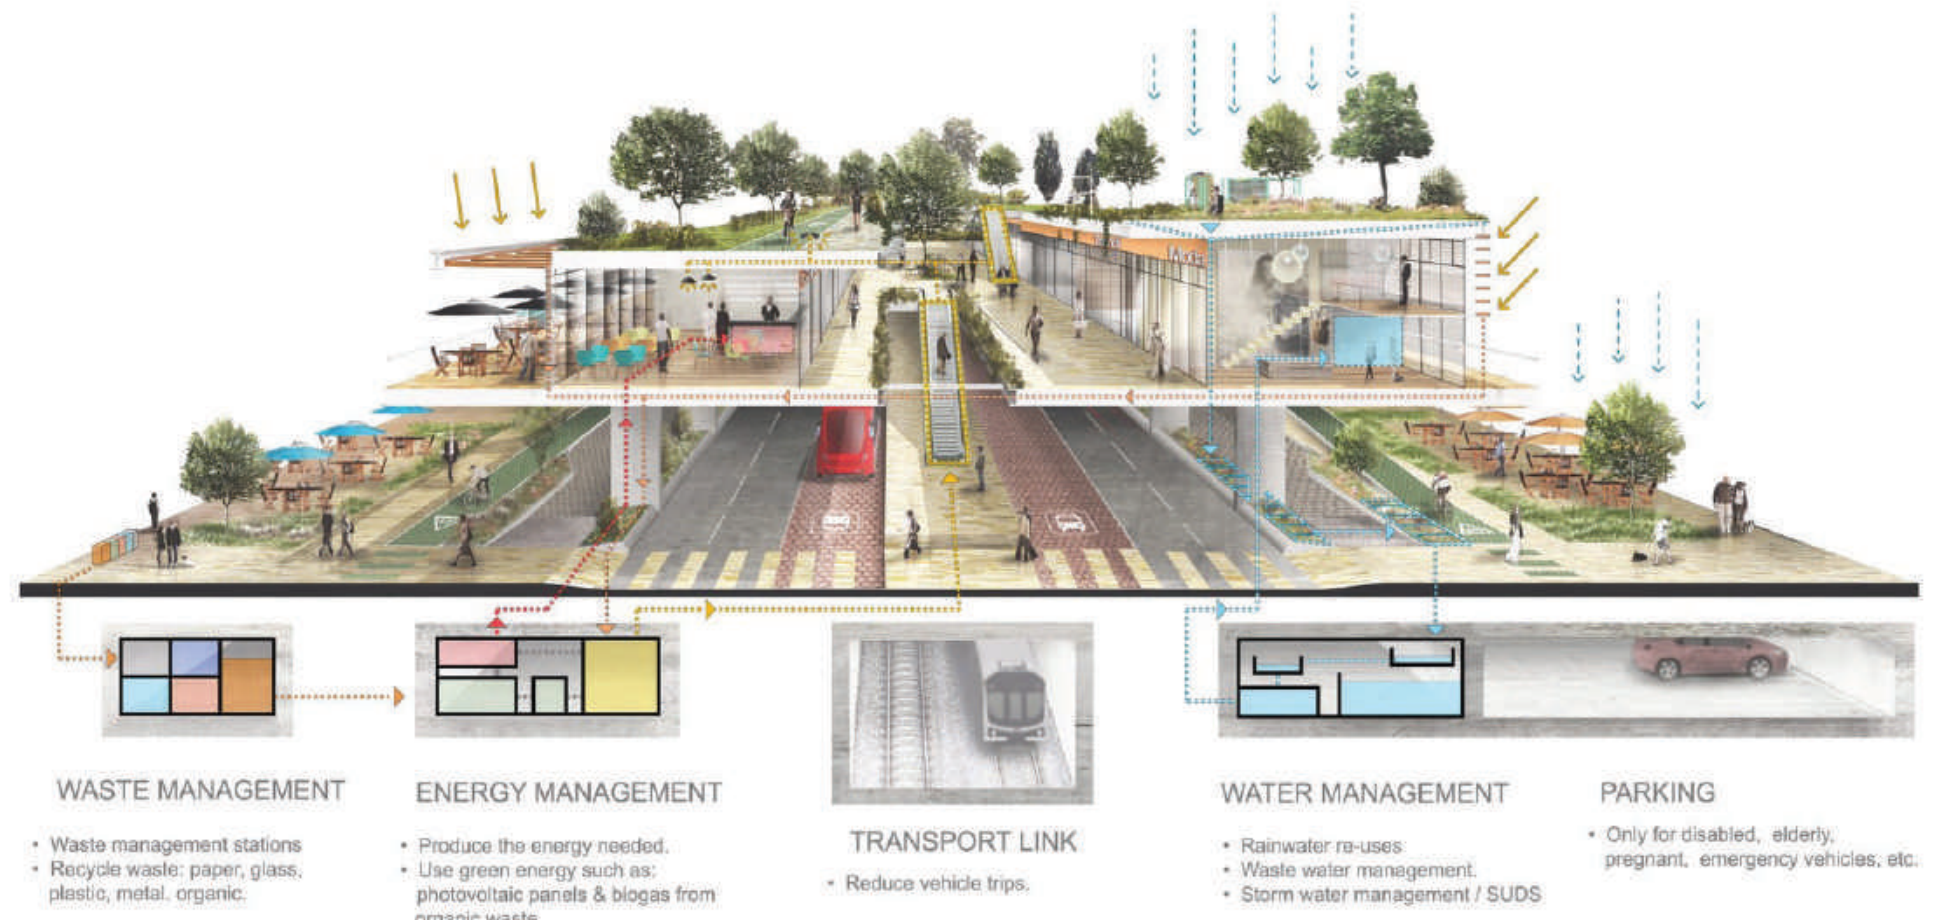 WASTE MANAGEMENT
• Waste management stations
• Recycle waste: paper, glass,
plastic, metal, organic.
ENERGY MANAGEMENT
• Produce the energy needed.
• Use green energy such as:
photovoltaic panels & biogas from
organic waste
TRANSPORT LINK
• Reduce vehicle trips.
WATER MANAGEMENT
• Rainwater re-uses
• Waste water management.
• Storm water management / SUDS
PARKING
• Only for disabled, elderly,
pregnant, emergency vehicles, etc.